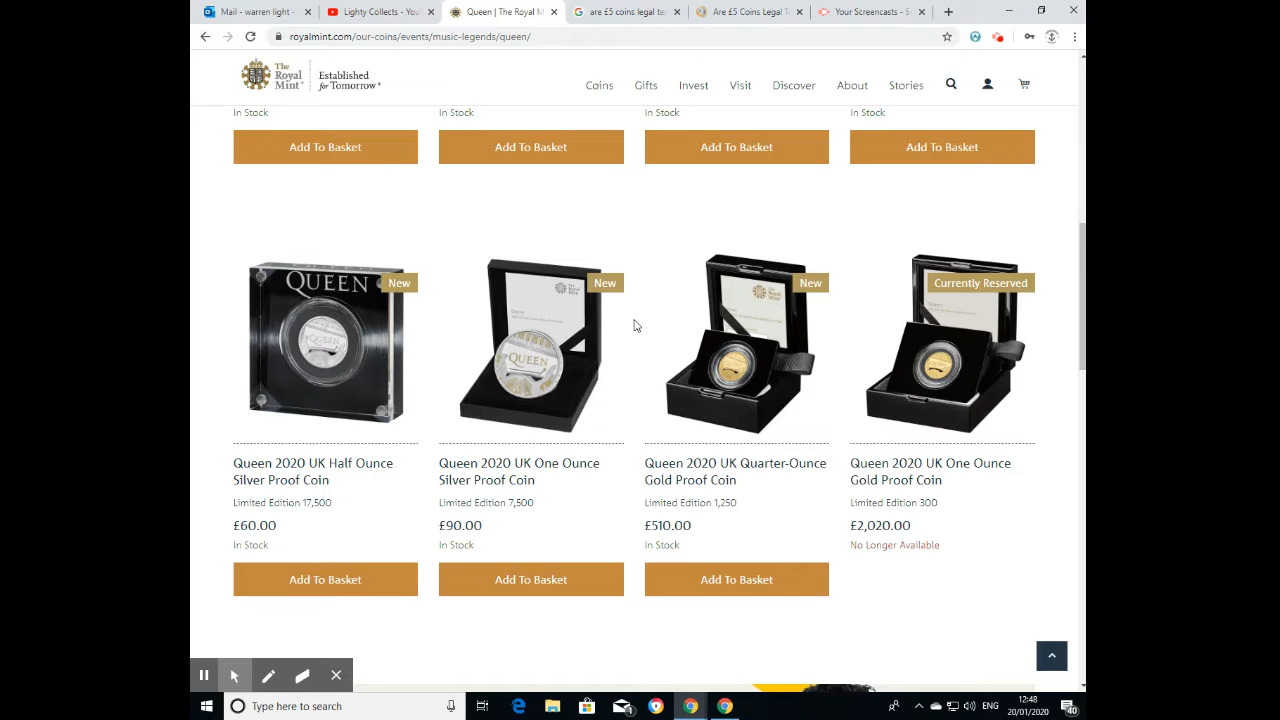 Mail - warren light -
Lighty Collects - You
Queen | The Royal M
are £5 coins legal te
Are £5 Coins Legal T
Your Screencasts - S
royalmint.com/our-coins/events/music-legends/queen/
The Royal Mint
Established for Tomorrow
Coins Gifts Invest Visit Discover About Stories
In Stock In Stock In Stock In Stock
Add To Basket Add To Basket Add To Basket Add To Basket
QUEEN
New
New
New
Currently Reserved
The Royal Mint
QUEEN
QUEEN
Queen 2020 UK Half Ounce
Silver Proof Coin
Limited Edition 17,500
£60.00
In Stock
Add To Basket
Queen 2020 UK One Ounce
Silver Proof Coin
Limited Edition 7,500
£90.00
In Stock
Add To Basket
Queen 2020 UK Quarter-Ounce
Gold Proof Coin
Limited Edition 1,250
£510.00
In Stock
Add To Basket
Queen 2020 UK One Ounce
Gold Proof Coin
Limited Edition 300
£2,020.00
No Longer Available
Type here to search
ENG
12:48
20/01/2020
40